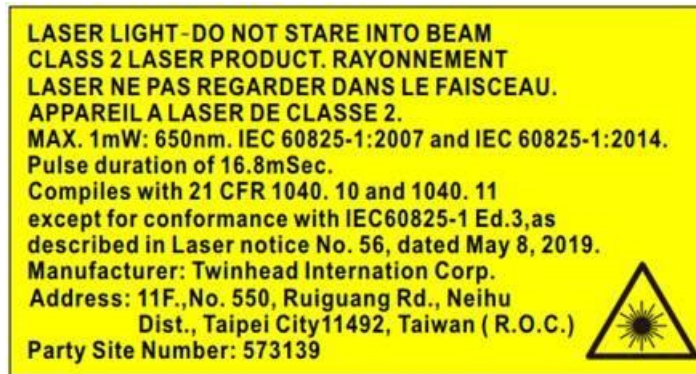 LASER LIGHT-DO NOT STARE INTO BEAM
CLASS 2 LASER PRODUCT. RAYONNEMENT
LASER NE PAS REGARDER DANS LE FAISCEAU.
APPAREIL A LASER DE CLASSE 2.
MAX. 1mW: 650nm. IEC 60825-1:2007 and IEC 60825-1:2014.
Pulse duration of 16.8mSec.
Compiles with 21 CFR 1040. 10 and 1040. 11
except for conformance with IEC60825-1 Ed.3,as
described in Laser notice No. 56, dated May 8, 2019.
Manufacturer: Twinhead Internation Corp.
Address: 11F.,No. 550, Ruiguang Rd., Neihu
Dist., Taipei City11492, Taiwan ( R.O.C.)
Party Site Number: 573139